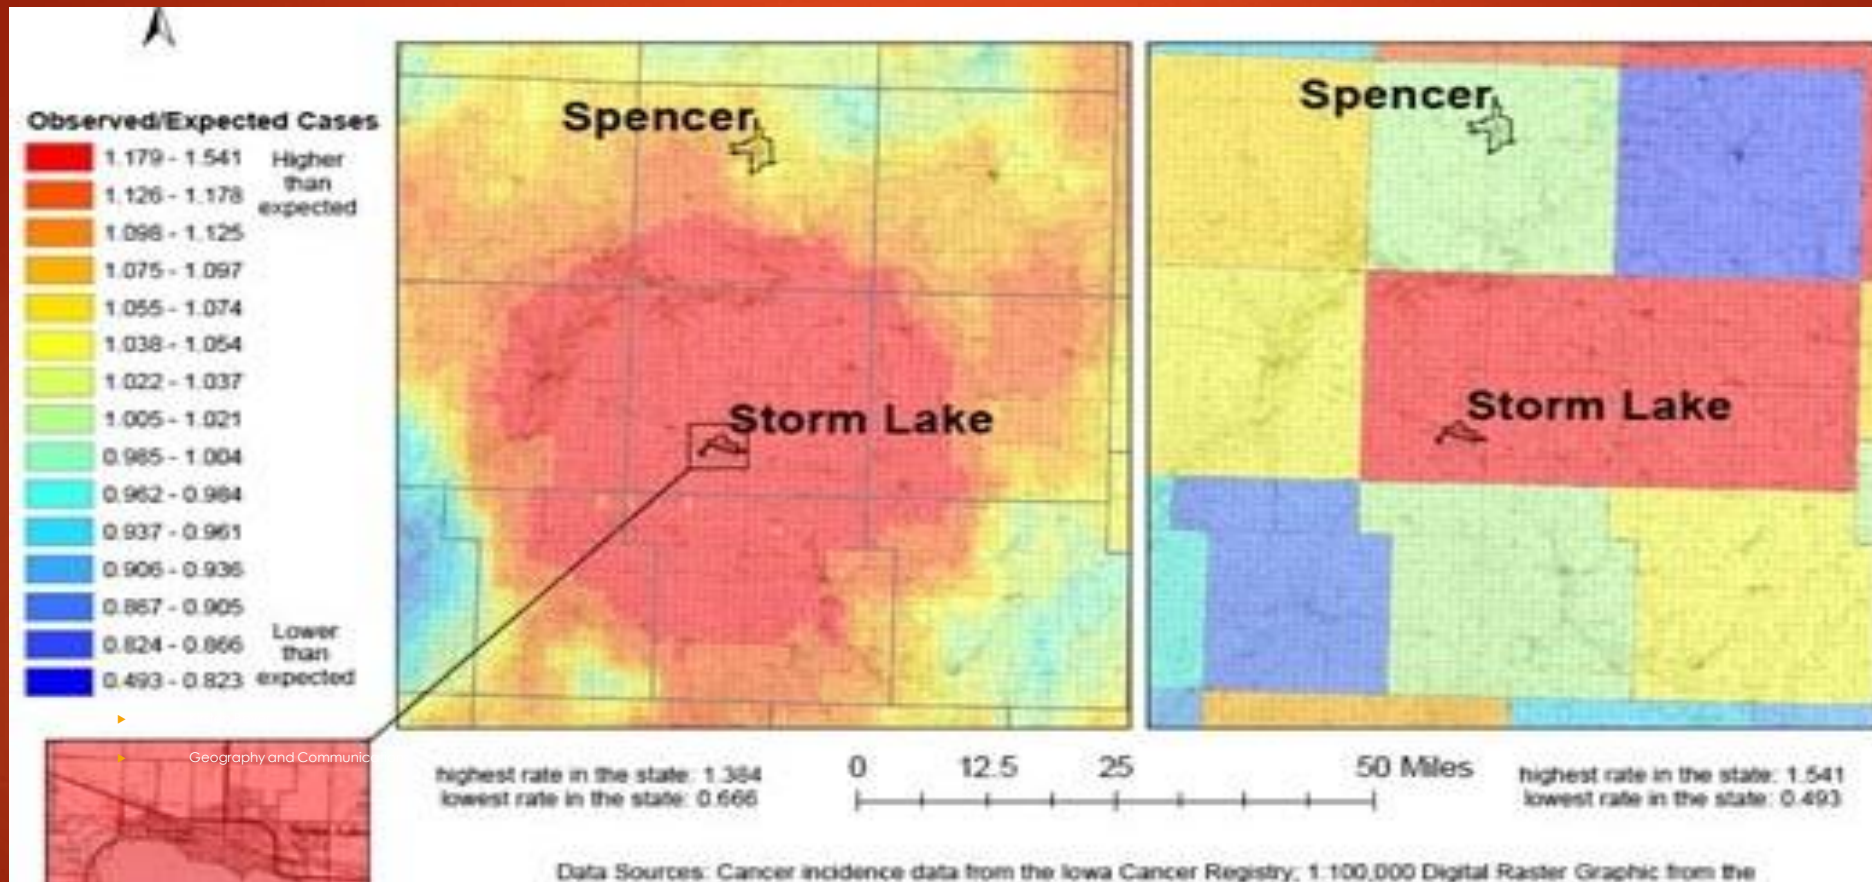 Observed/Expected Cases
1.179 - 1.541
1.126 - 1.178
1.098 - 1.125
1.075 - 1.097
1.055 - 1.074
1.038 - 1.054
1.022 - 1.037
1.005 - 1.021
0.985 - 1.004
0.962 - 0.984
0.937 - 0.961
0.906 - 0.936
0.867 - 0.905
0.824 - 0.866
0.493 - 0.823
Higher
than
expected
Lower
than
expected
Spencer
Storm Lake
Spencer
Storm Lake
Geography and Communic
highest rate in the state: 1.384
lowest rate in the state: 0.666
0 12.5 25 50 Miles
highest rate in the state: 1.541
lowest rate in the state: 0.493
Data Sources: Cancer incidence data from the Iowa Cancer Registry; 1:100,000 Digital Raster Graphic from the